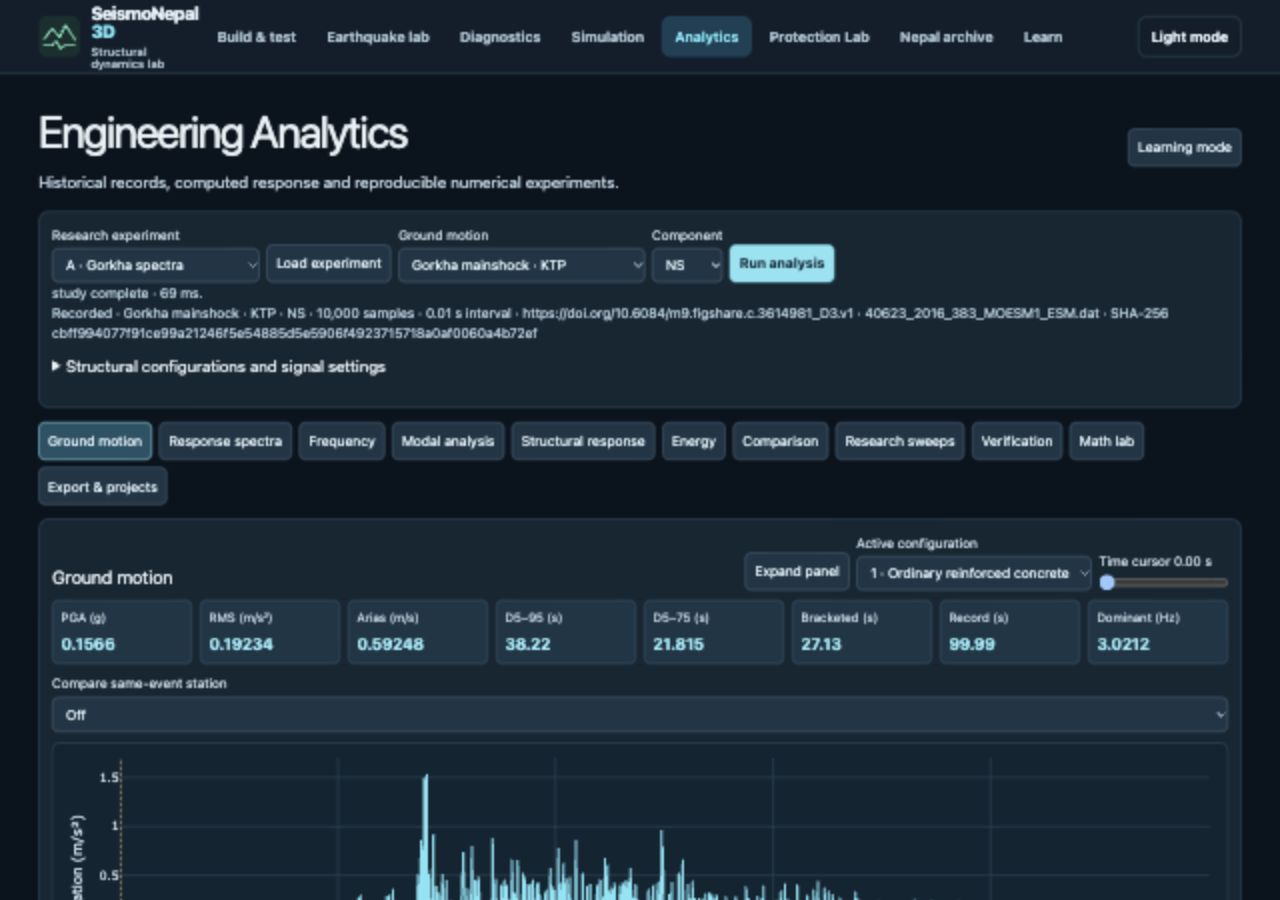 SeismoNepal
3D
Structural
dynamics lab
Build & test
Earthquake lab
Diagnostics
Simulation
Analytics
Protection Lab
Nepal archive
Learn
Light mode
Engineering Analytics
Learning mode
Historical records, computed response and reproducible numerical experiments.
Research experiment
Ground motion
Component
A · Gorkha spectra
Load experiment
Gorkha mainshock · KTP
NS
Run analysis
study complete · 69 ms.
Recorded · Gorkha mainshock · KTP · NS · 10,000 samples · 0.01 s interval · https://doi.org/10.6084/m9.figshare.c.3614981_D3.v1 · 40623_2016_383_MOESM1_ESM.dat · SHA-256
cbff994077f91ce99a21246f5e54885d5e5906f4923715718a0af0060a4b72ef
Structural configurations and signal settings
Ground motion
Response spectra
Frequency
Modal analysis
Structural response
Energy
Comparison
Research sweeps
Verification
Math lab
Export & projects
Ground motion
Expand panel
Active configuration
1 · Ordinary reinforced concrete
Time cursor 0.00 s
PGA (g)
0.1566
RMS (m/s²)
0.19234
Arias (m/s)
0.59248
D5–95 (s)
38.22
D5–75 (s)
21.815
Bracketed (s)
27.13
Record (s)
99.99
Dominant (Hz)
3.0212
Compare same-event station
Off
1.5
1
0.5
ation (m/s²)